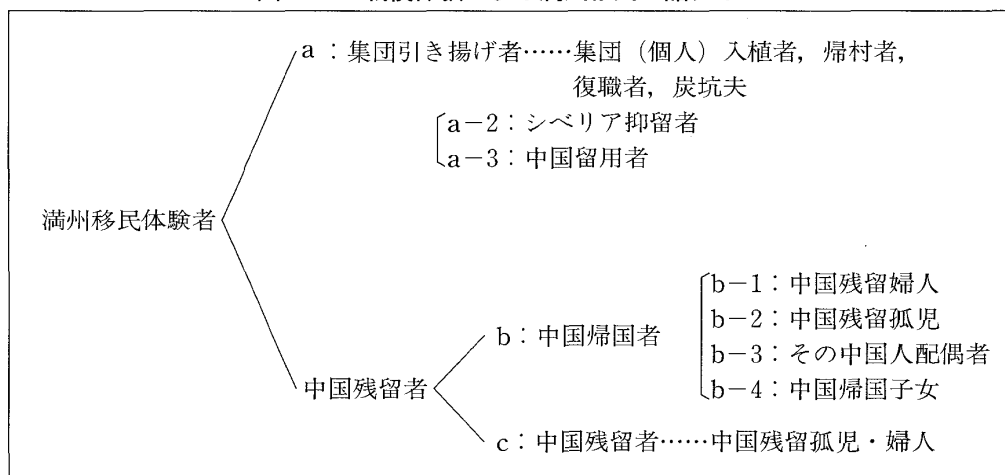 a：集団引き揚げ者……集団（個人）入植者，帰村者，
復職者，炭坑夫
a－2：シベリア抑留者
a－3：中国留用者
満州移民体験者
b－1：中国残留婦人
b－2：中国残留孤児
b：中国帰国者
b－3：その中国人配偶者
b－4：中国帰国子女
中国残留者
c：中国残留者……中国残留孤児・婦人